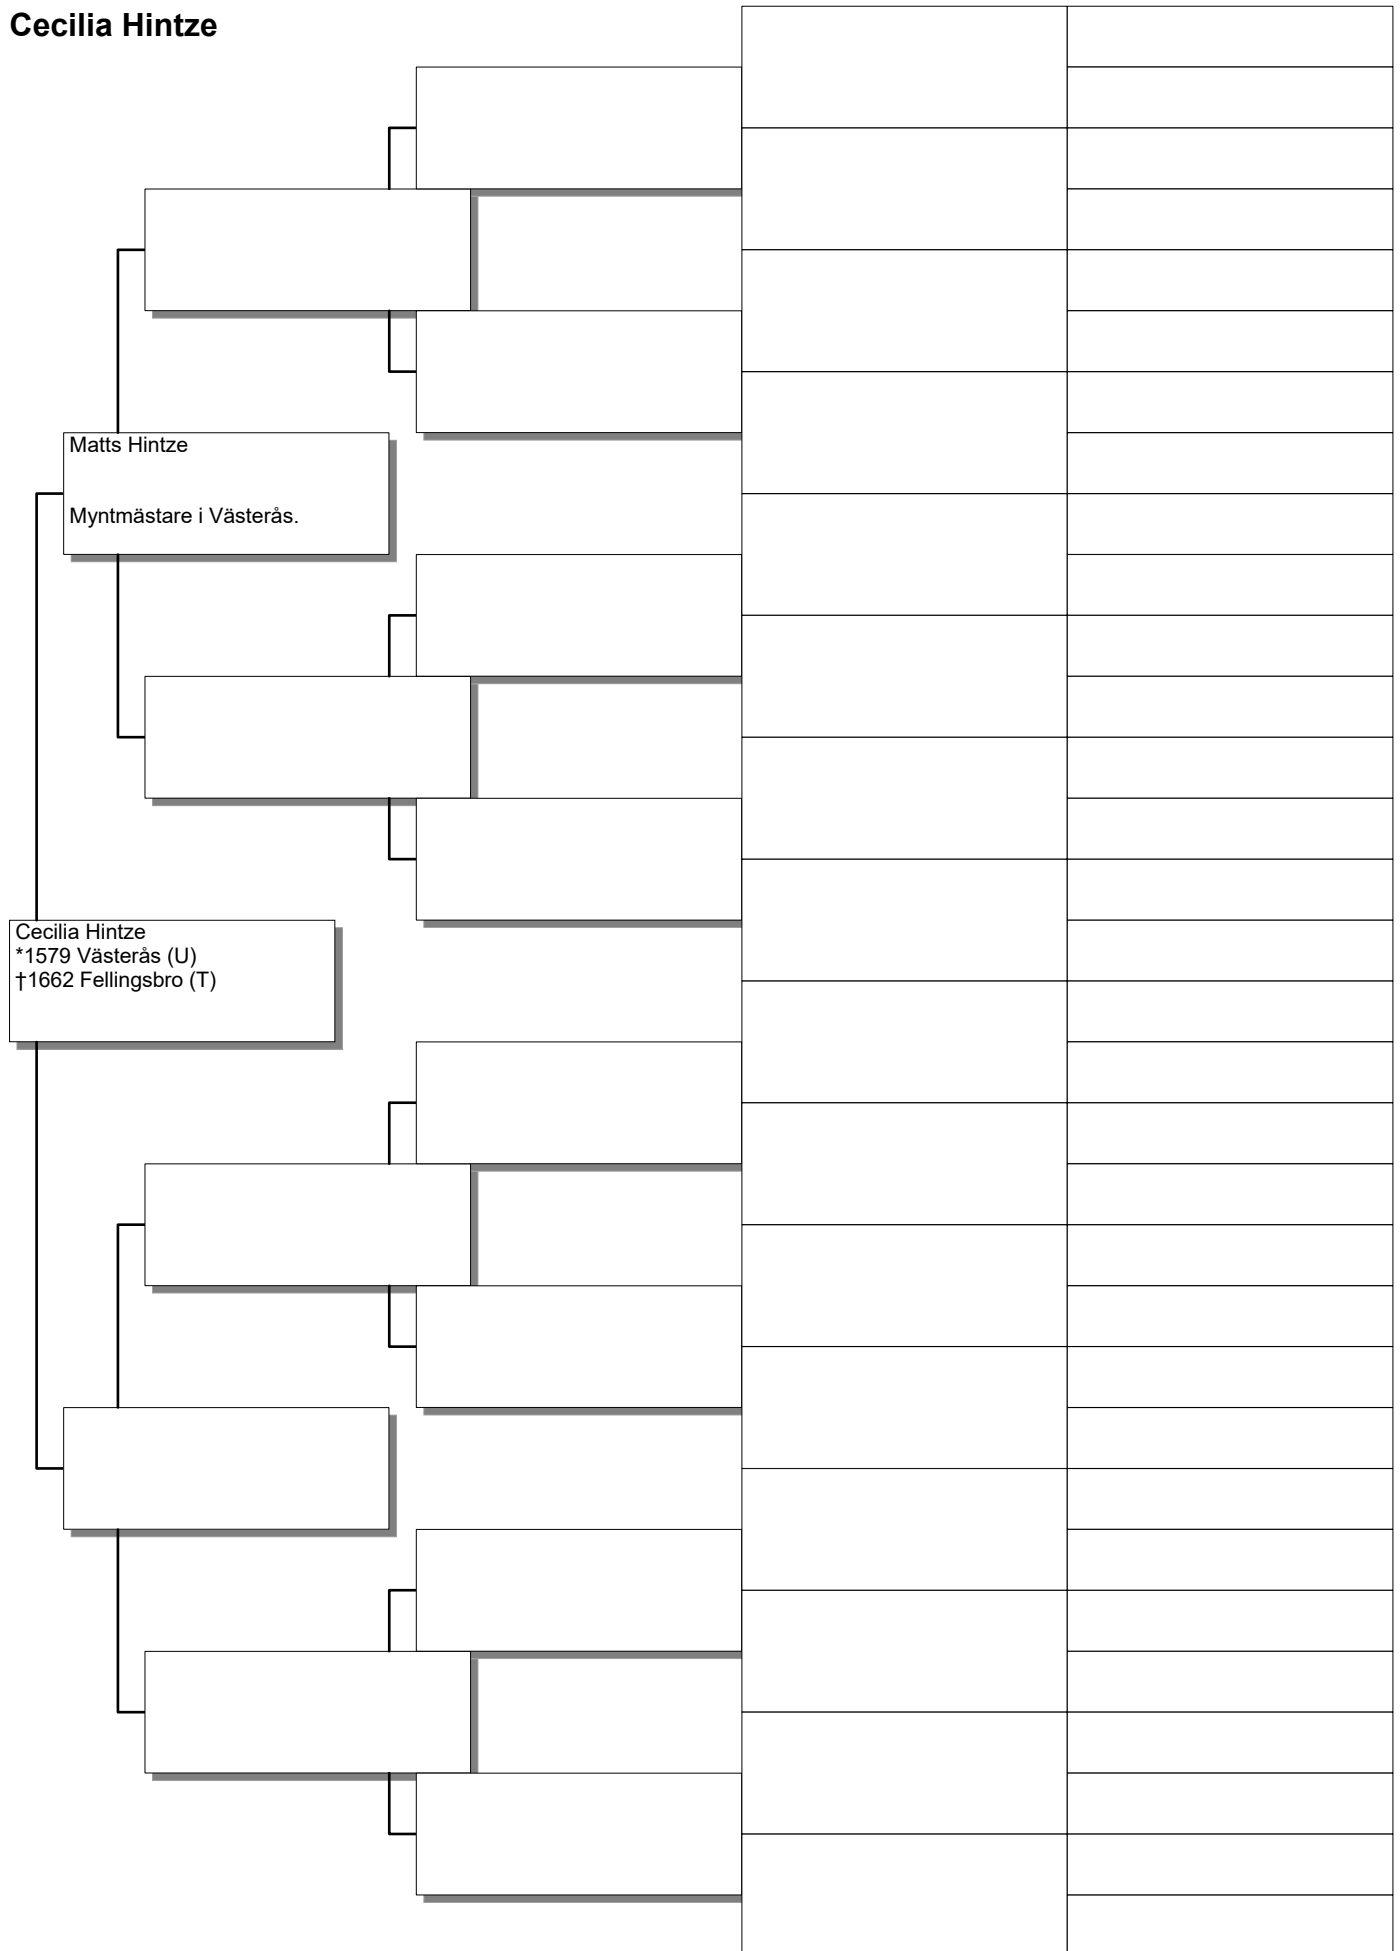 Cecilia Hintze
Matts Hintze
Myntmästare i Västerås.
Cecilia Hintze
*1579 Västerås (U)
†1662 Fellingsbro (T)